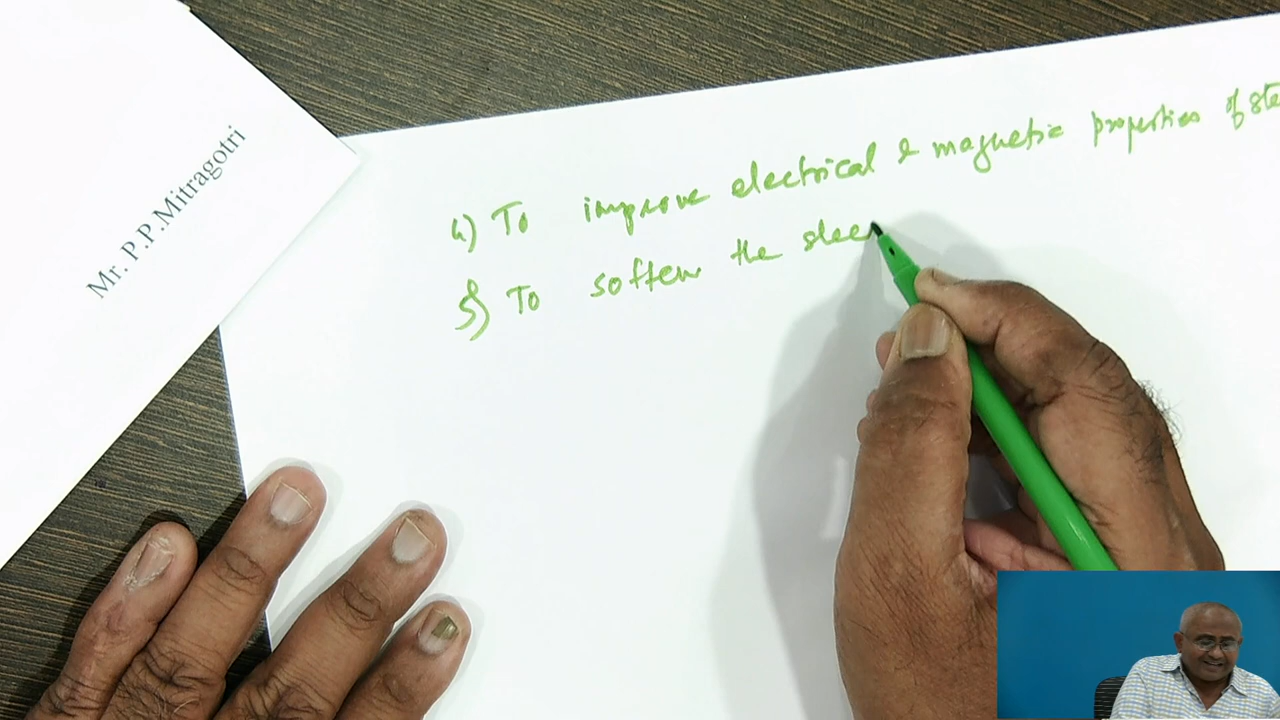 Mr. P.P.Mitragotri
4) To improve electrical & magnetic properties of ste
5) To soften the stee